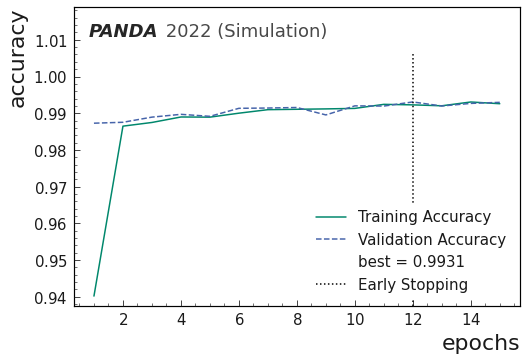 PANDA 2022 (Simulation)
accuracy
1.01
1.00
0.99
0.98
0.97
0.96
0.95
0.94
Training Accuracy
Validation Accuracy
best = 0.9931
Early Stopping
2 4 6 8 10 12 14
epochs